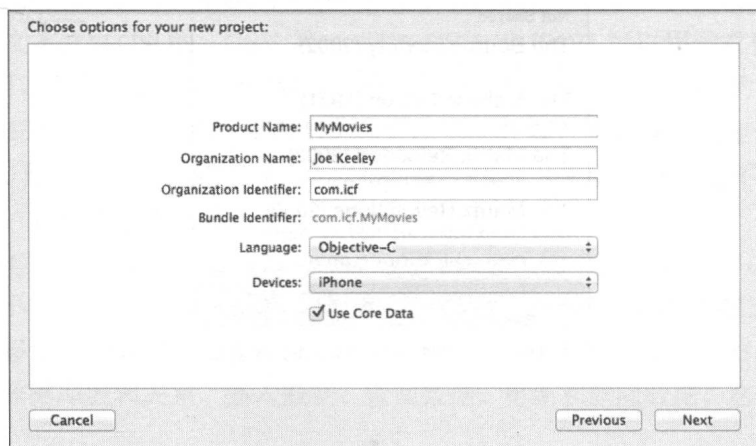 Choose options for your new project:
Product Name: MyMovies
Organization Name: Joe Keeley
Organization Identifier: com.icf
Bundle Identifier: com.icf.MyMovies
Language: Objective-C
Devices: iPhone
Use Core Data
Cancel Previous Next